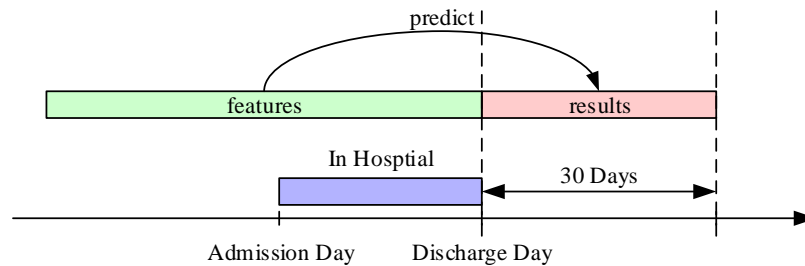 predict
features
results
In Hosptial
30 Days
Admission Day
Discharge Day